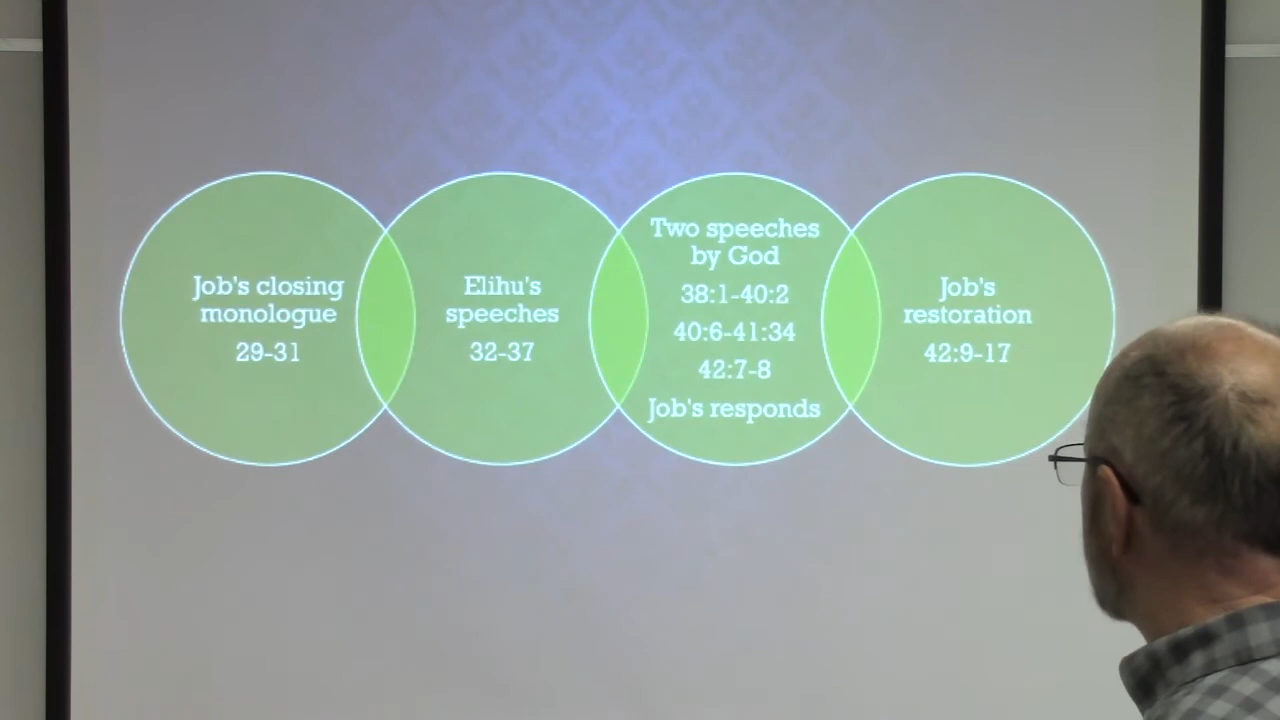 Job's closing
monologue
29-31
Elihu's
speeches
32-37
Two speeches
by God
38:1-40:2
40:6-41:34
42:7-8
Job's responds
Job's
restoration
42:9-17